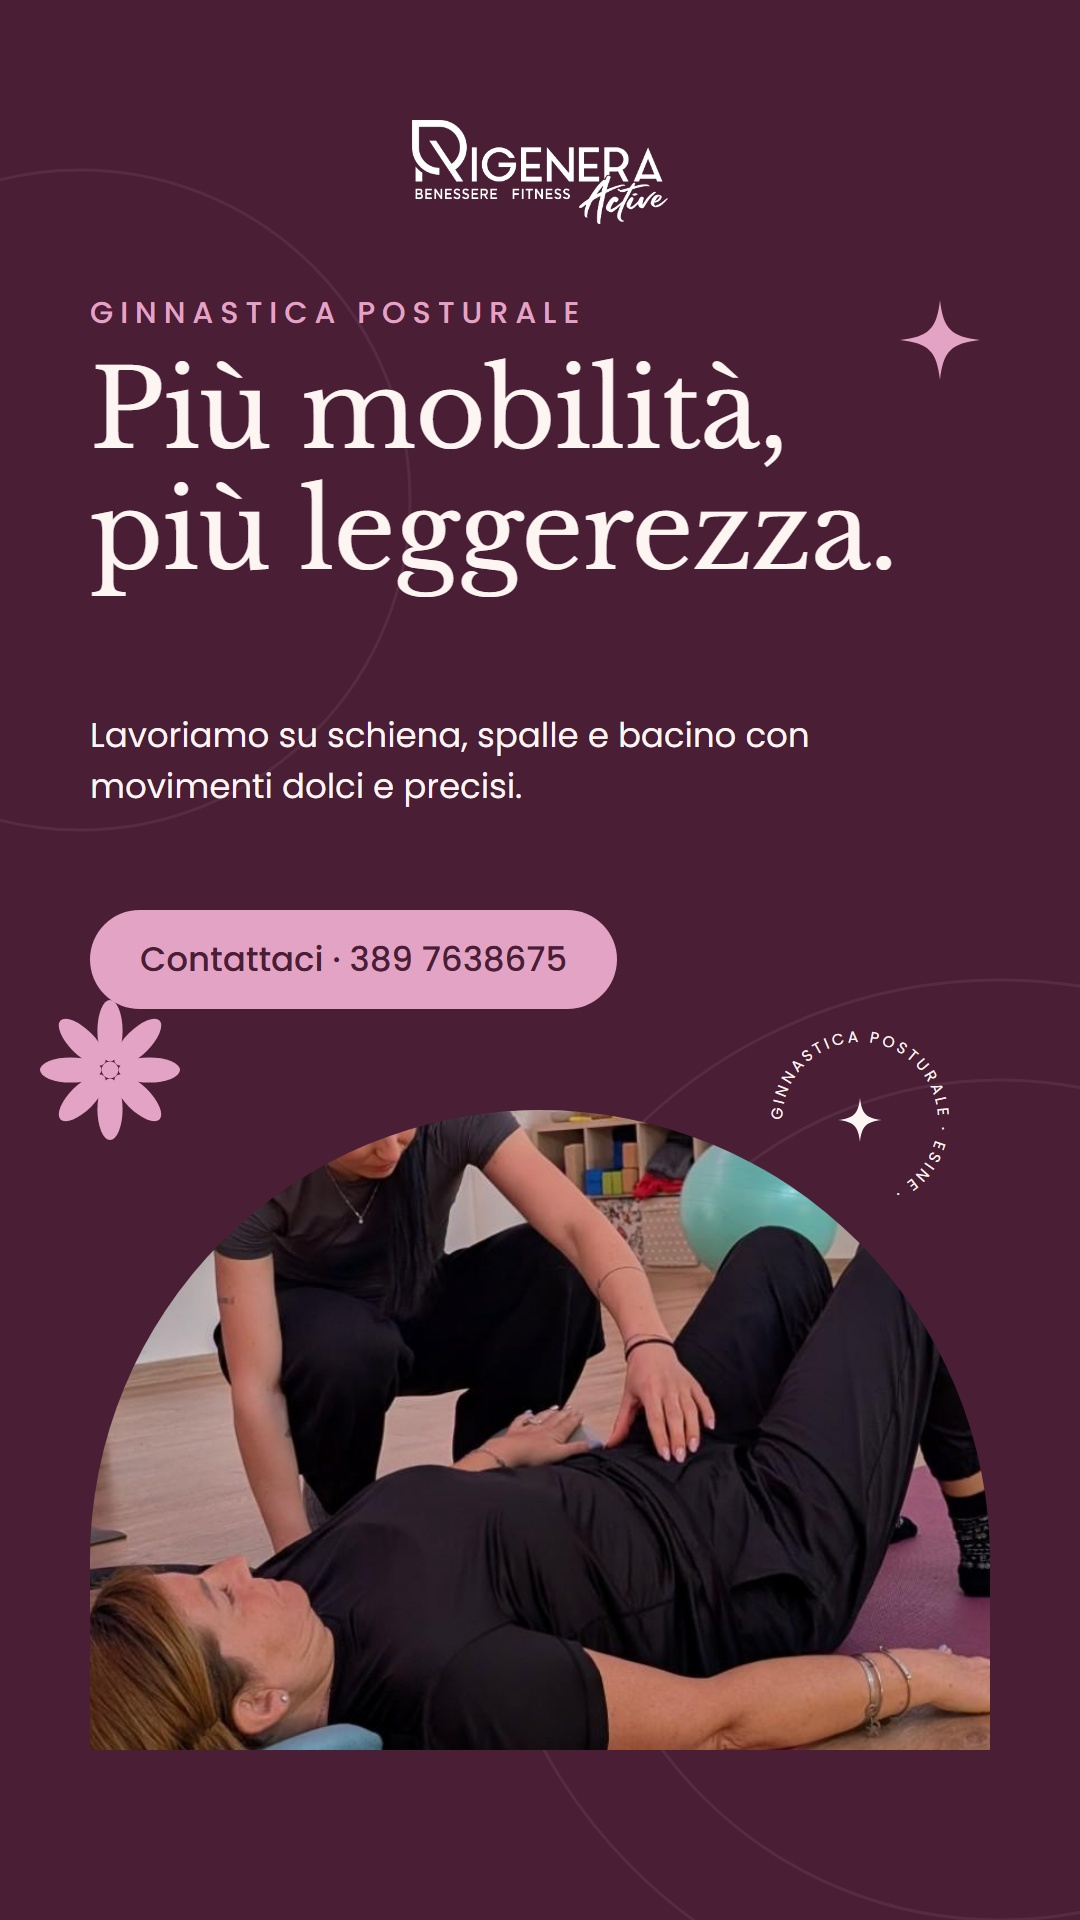 RIGENERA
BENESSERE FITNESS Active
GINNASTICA POSTURALE
Più mobilità,
più leggerezza.
Lavoriamo su schiena, spalle e bacino con
movimenti dolci e precisi.
Contattaci · 389 7638675
GINNASTICA POSTURALE · ESINE ·